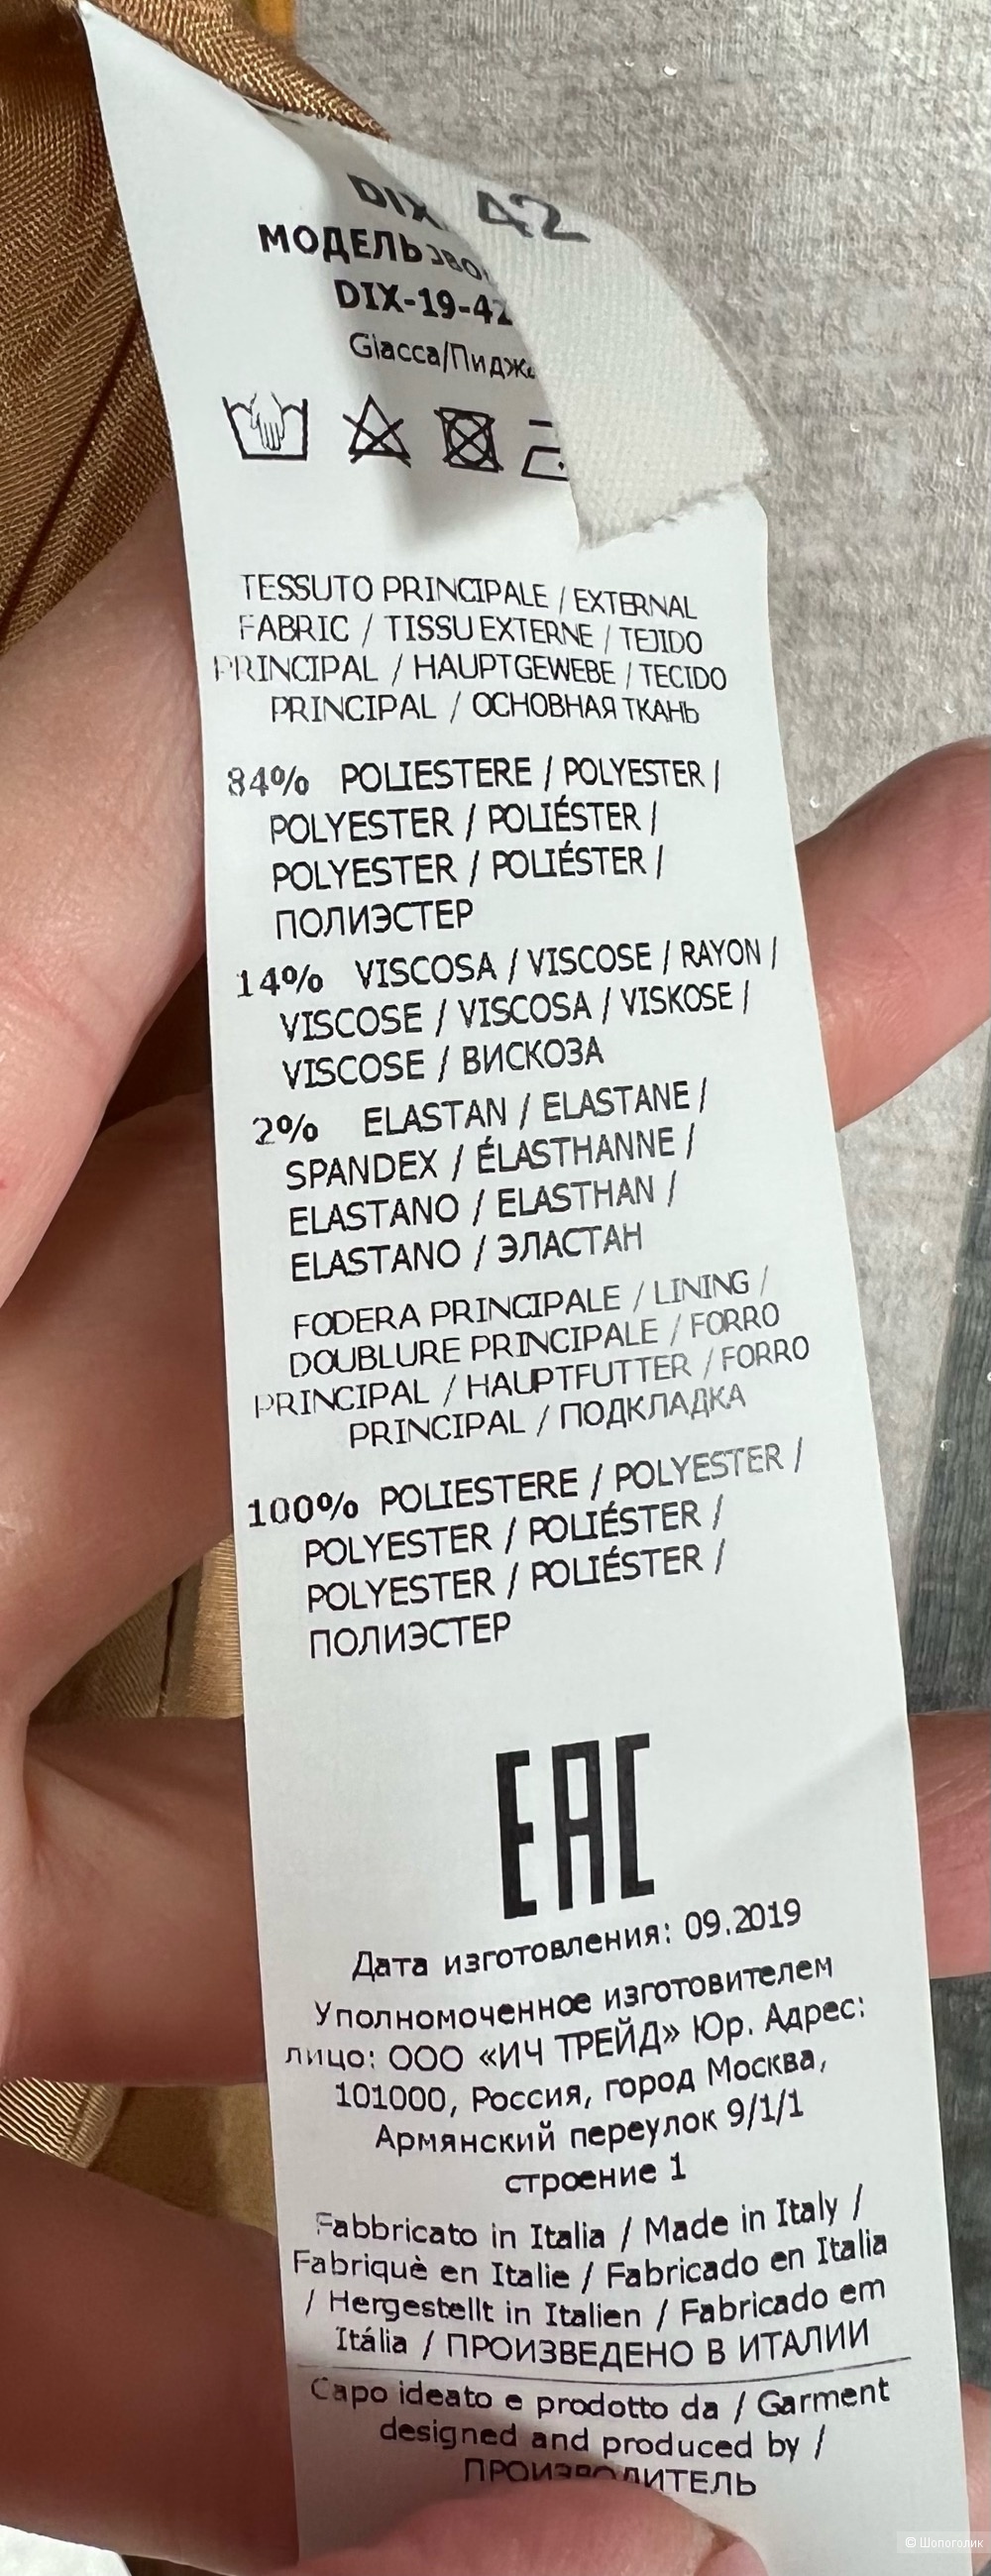 42
МОДЕЛЬ
DIX-19-42
Giacca/
TESSUTO PRINCIPALE / EXTERNAL
FABRIC / TISSU EXTERNE / TEJIDO
PRINCIPAL / HAUPTGEWEBE / TECIDO
PRINCIPAL / ОСНОВНАЯ ТКАНЬ
84% POLIESTERE / POLYESTER /
POLYESTER / POLIÉSTER /
POLYESTER / POLIÉSTER /
ПОЛИЭСТЕР
14% VISCOSA / VISCOSE / RAYON /
VISCOSE / VISCOSA / VISKOSE /
VISCOSE / ВИСКОЗА
2% ELASTAN / ELASTANE /
SPANDEX / ÉLASTHANNE /
ELASTANO / ELASTHAN /
ELASTANO / ЭЛАСТАН
FODERA PRINCIPALE / LINING /
DOUBLURE PRINCIPALE / FORRO
PRINCIPAL / HAUPTFUTTER / FORRO
PRINCIPAL / ПОДКЛАДКА
100% POLIESTERE / POLYESTER /
POLYESTER / POLIÉSTER /
POLYESTER / POLIÉSTER /
ПОЛИЭСТЕР
EAC
Дата изготовления: 09.2019
Уполномоченное изготовителем
лицо: ООО «ИЧ ТРЕЙД» Юр. Адрес:
101000, Россия, город Москва,
Армянский переулок 9/1/1
строение 1
Fabbricato in Italia / Made in Italy /
Fabriquè en Italie / Fabricado en Italia
/ Hergestellt in Italien / Fabricado em
Itália / ПРОИЗВЕДЕНО В ИТАЛИИ
Capo ideato e prodotto da / Garment
designed and produced by /
ПРОИЗВОДИТЕЛЬ
© Шопоголик